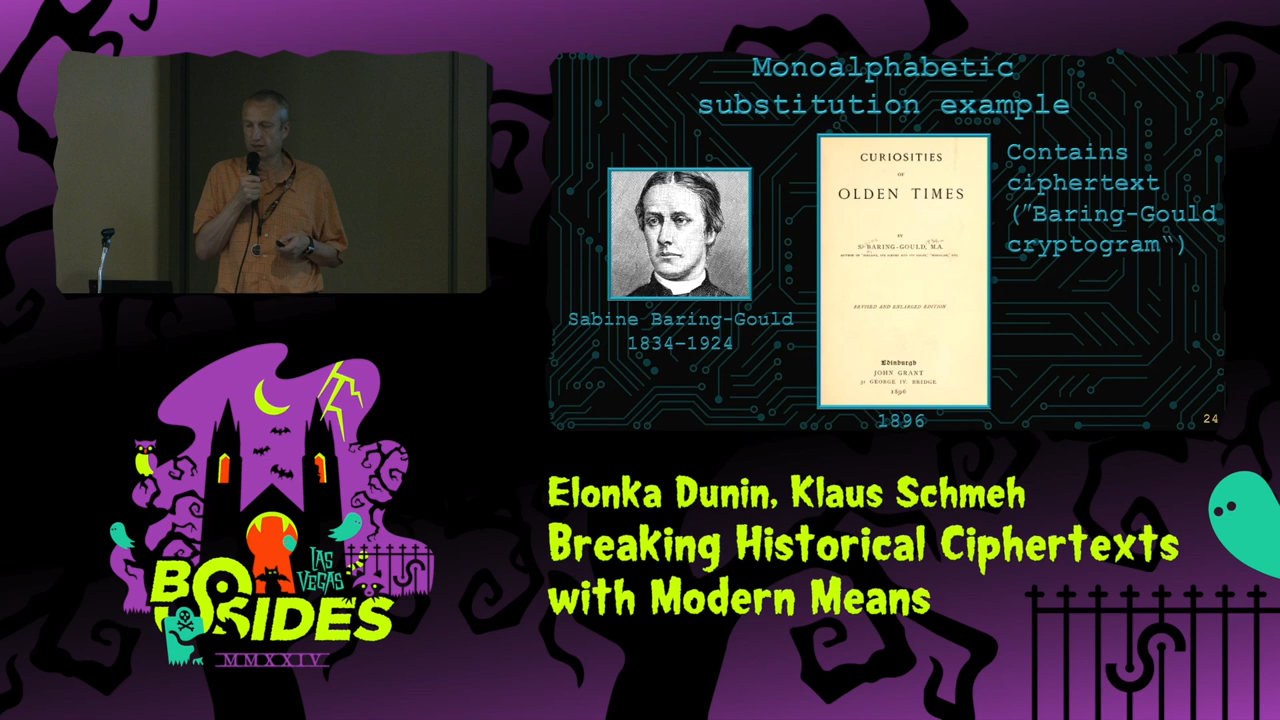 Monoalphabetic
substitution example
CURIOSITIES
OF
OLDEN TIMES
BY
S. BARING-GOULD, M.A.
REVISED AND ENLARGED EDITION
Edinburgh
JOHN GRANT
31 GEORGE IV. BRIDGE
1896
Contains
ciphertext
("Baring-Gould
cryptogram“)
Sabine Baring-Gould
1834-1924
1896
24
LAS
VEGAS
BSIDES
MMXXIV
Elonka Dunin, Klaus Schmeh
Breaking Historical Ciphertexts
with Modern Means